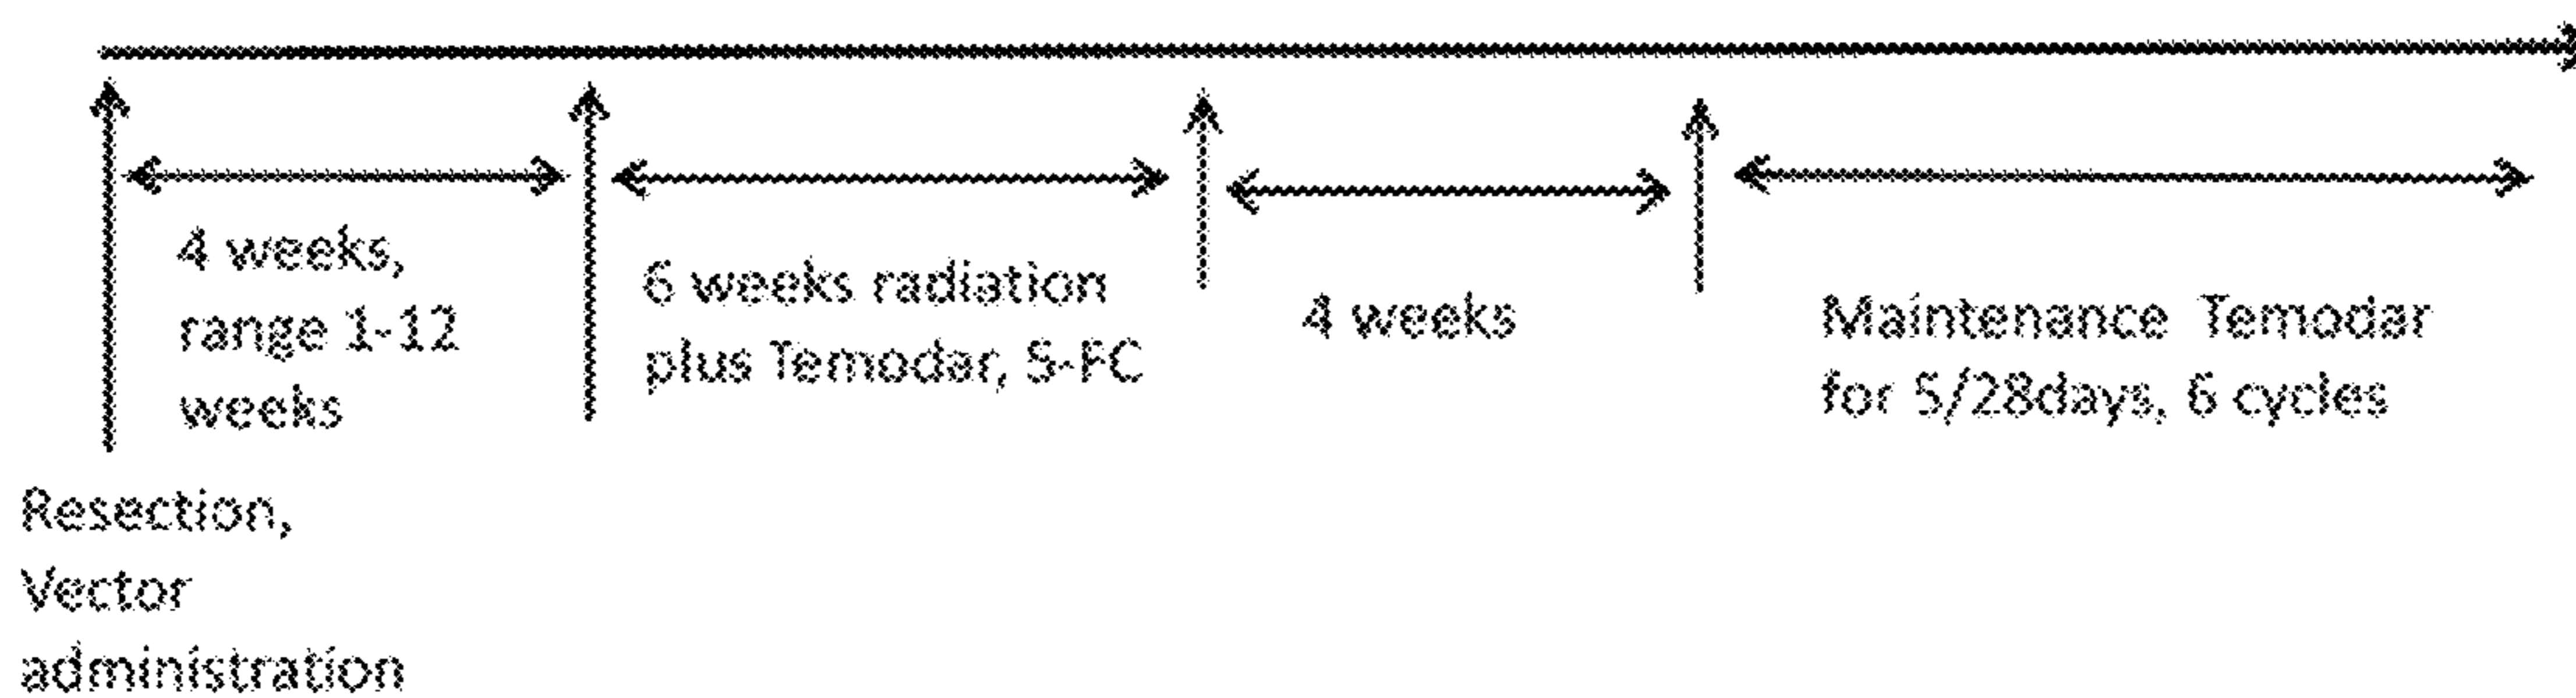 4 weeks,
range 1-12
weeks
6 weeks radiation
plus Temodar, 5-FC
4 weeks
Maintenance Temodar
for 5/28days, 6 cycles
Resection,
Vector
administration